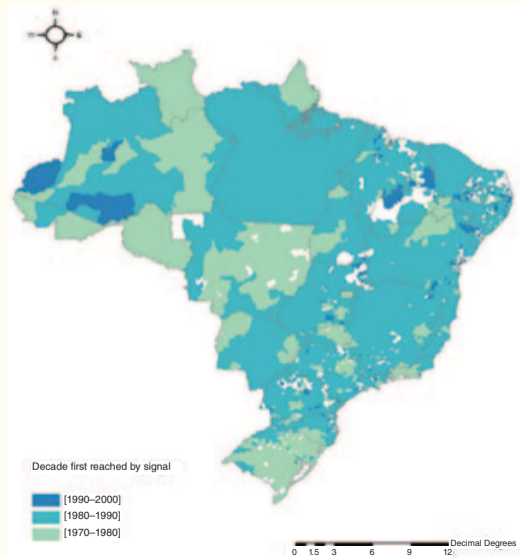 N
W E
S
Decade first reached by signal
[1990–2000]
[1980–1990]
[1970–1980]
Decimal Degrees
0 1.5 3 6 9 12